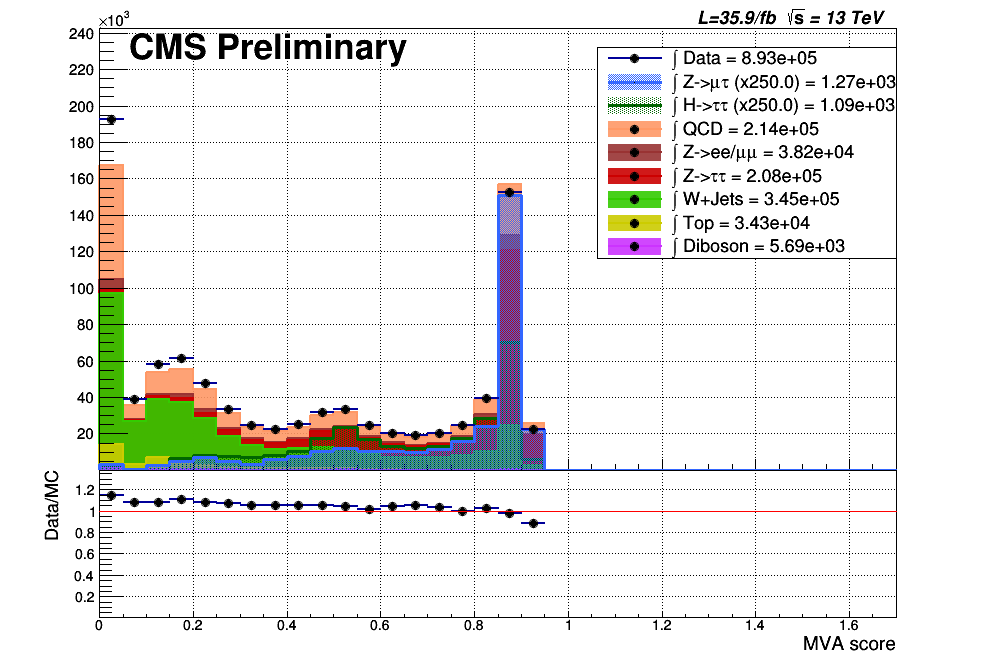 ×10³
L=35.9/fb √s = 13 TeV
CMS Preliminary
∫ Data = 8.93e+05
∫ Z->μτ (x250.0) = 1.27e+03
∫ H->ττ (x250.0) = 1.09e+03
∫ QCD = 2.14e+05
∫ Z->ee/μμ = 3.82e+04
∫ Z->ττ = 2.08e+05
∫ W+Jets = 3.45e+05
∫ Top = 3.43e+04
∫ Diboson = 5.69e+03
240
220
200
180
160
140
120
100
80
60
40
20
Data/MC
1.2
1
0.8
0.6
0.4
0.2
0 0.2 0.4 0.6 0.8 1 1.2 1.4 1.6
MVA score